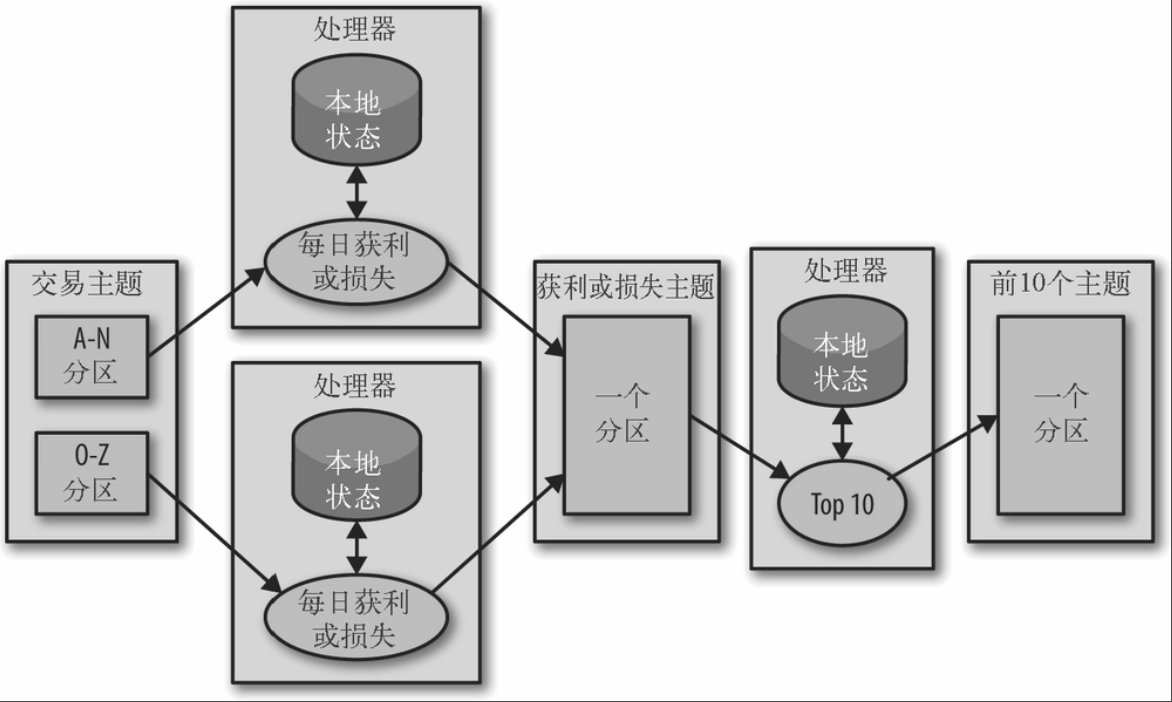 处理器
本地
状态
每日获利
或损失
交易主题
A-N
分区
O-Z
分区
处理器
本地
状态
每日获利
或损失
获利或损失主题
一个
分区
处理器
本地
状态
Top 10
前10个主题
一个
分区